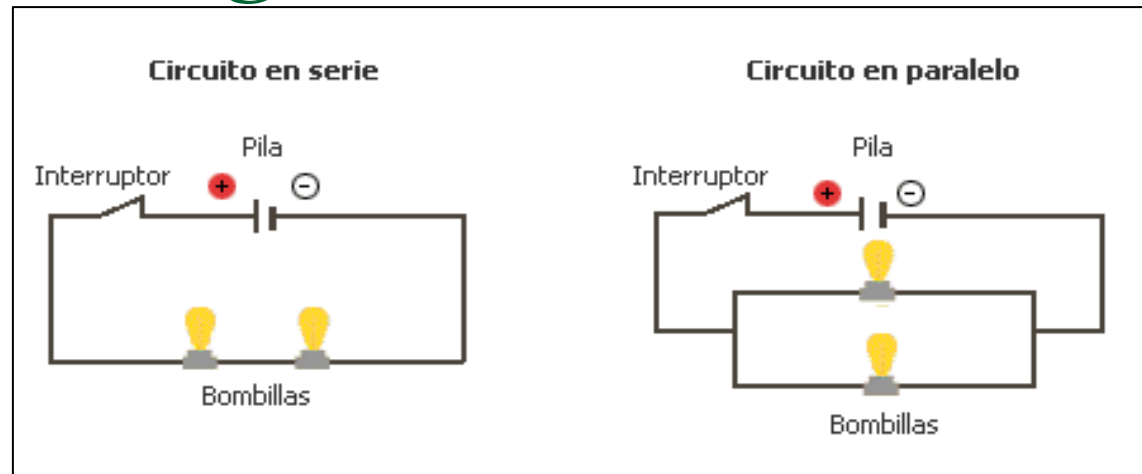 Circuito en serie
Pila
Interruptor
+
−
Bombillas
Circuito en paralelo
Pila
Interruptor
+
−
Bombillas